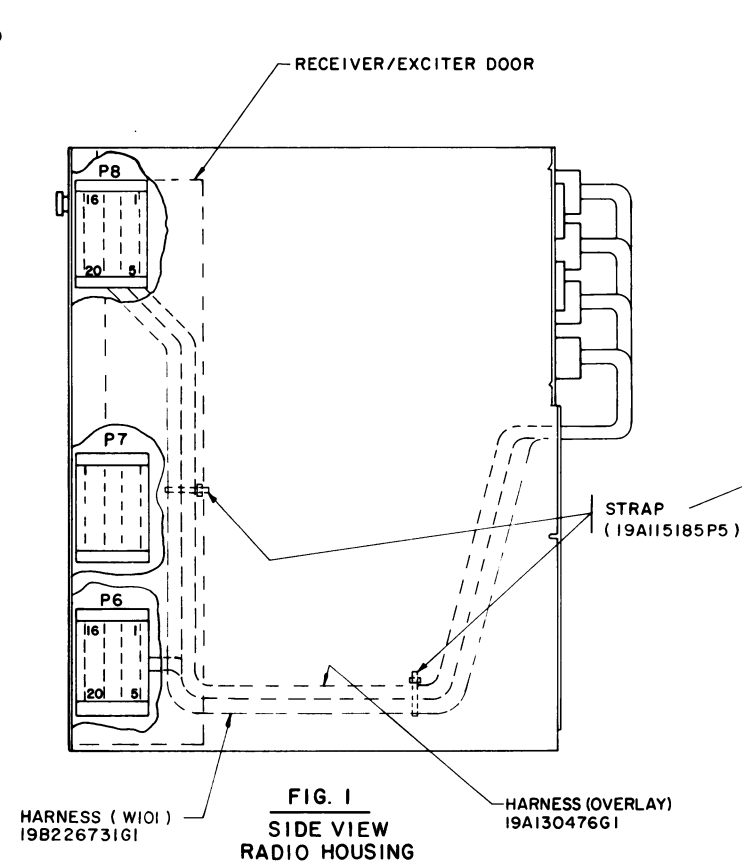 RECEIVER/EXCITER DOOR
P8
16 1
20 5
P7
STRAP
(19A115185P5)
P6
16 1
20 5
FIG. 1
SIDE VIEW
RADIO HOUSING
HARNESS (W101)
19B226731G1
HARNESS (OVERLAY)
19A130476G1